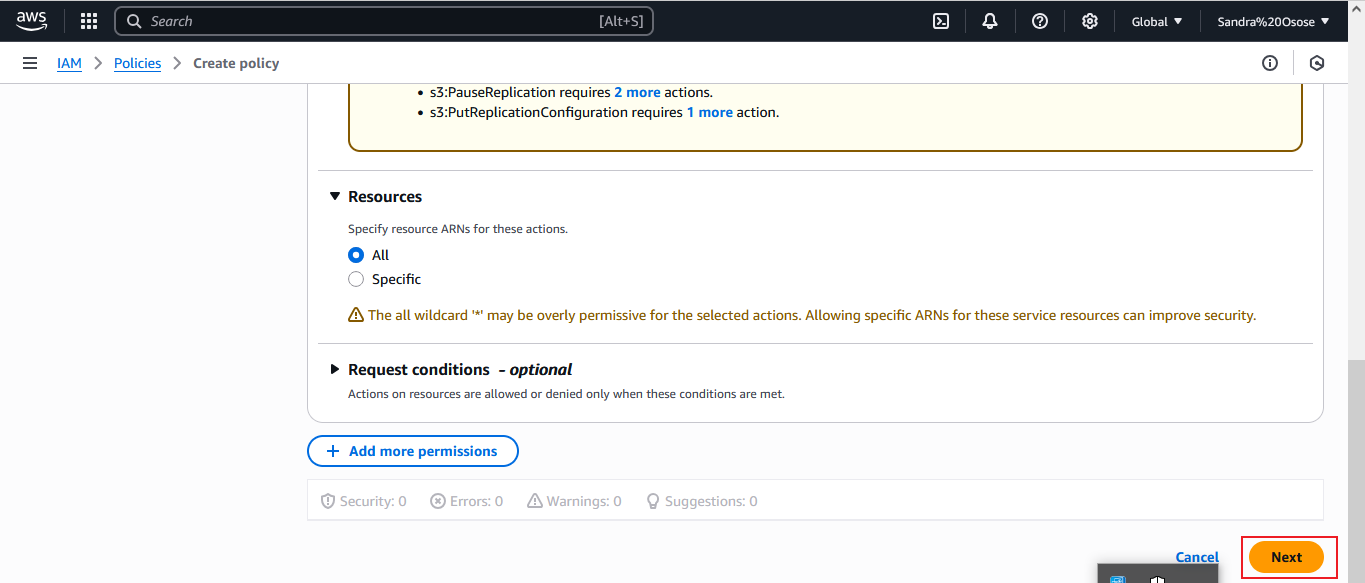 aws Search [Alt+S] Global Sandra%20Osose
IAM Policies Create policy
s3:PauseReplication requires 2 more actions.
s3:PutReplicationConfiguration requires 1 more action.
Resources
Specify resource ARNs for these actions.
All
Specific
The all wildcard '*' may be overly permissive for the selected actions. Allowing specific ARNs for these service resources can improve security.
Request conditions - optional
Actions on resources are allowed or denied only when these conditions are met.
+ Add more permissions
Security: 0 Errors: 0 Warnings: 0 Suggestions: 0
Cancel Next